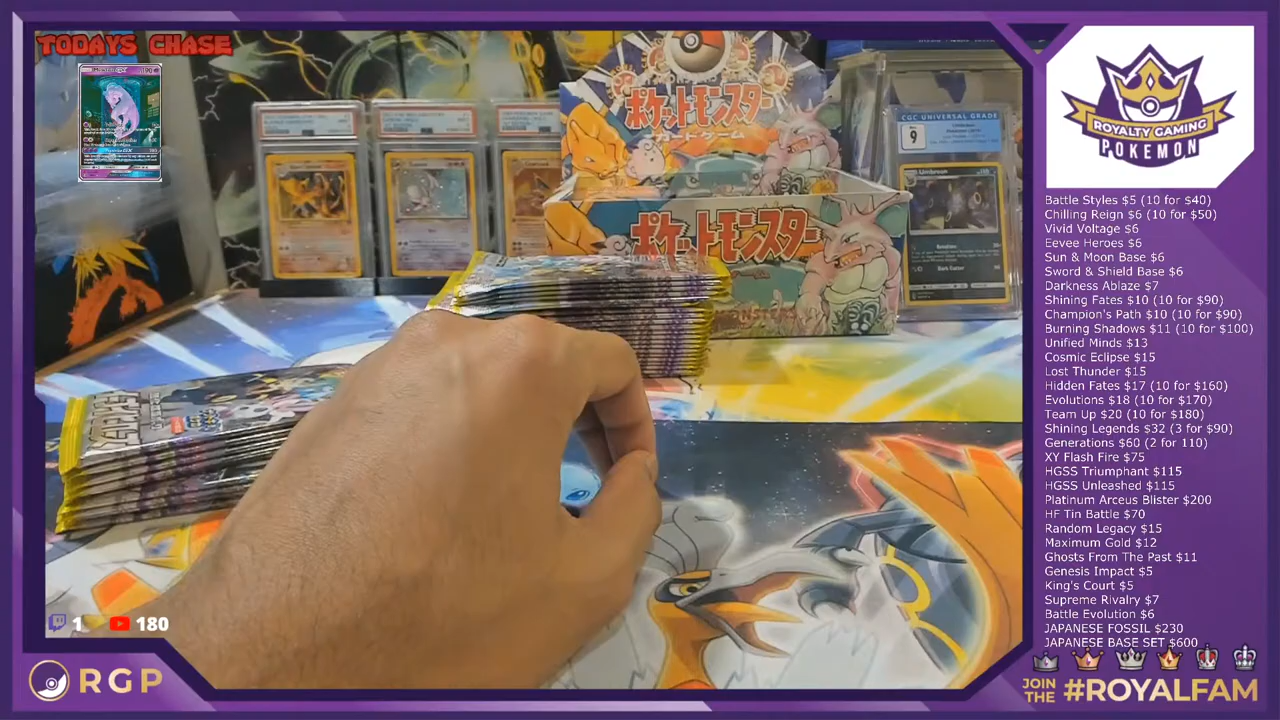 TODAYS CHASE
ポケットモンスター
カードゲーム
ポケットモンスター
CGC UNIVERSAL GRADE
9
Umbreon
1
180
RGP
ROYALTY GAMING
POKEMON
Battle Styles $5 (10 for $40)
Chilling Reign $6 (10 for $50)
Vivid Voltage $6
Eevee Heroes $6
Sun & Moon Base $6
Sword & Shield Base $6
Darkness Ablaze $7
Shining Fates $10 (10 for $90)
Champion's Path $10 (10 for $90)
Burning Shadows $11 (10 for $100)
Unified Minds $13
Cosmic Eclipse $15
Lost Thunder $15
Hidden Fates $17 (10 for $160)
Evolutions $18 (10 for $170)
Team Up $20 (10 for $180)
Shining Legends $32 (3 for $90)
Generations $60 (2 for 110)
XY Flash Fire $75
HGSS Triumphant $115
HGSS Unleashed $115
Platinum Arceus Blister $200
HF Tin Battle $70
Random Legacy $15
Maximum Gold $12
Ghosts From The Past $11
Genesis Impact $5
King's Court $5
Supreme Rivalry $7
Battle Evolution $6
JAPANESE FOSSIL $230
JAPANESE BASE SET $600
JOIN THE #ROYALFAM